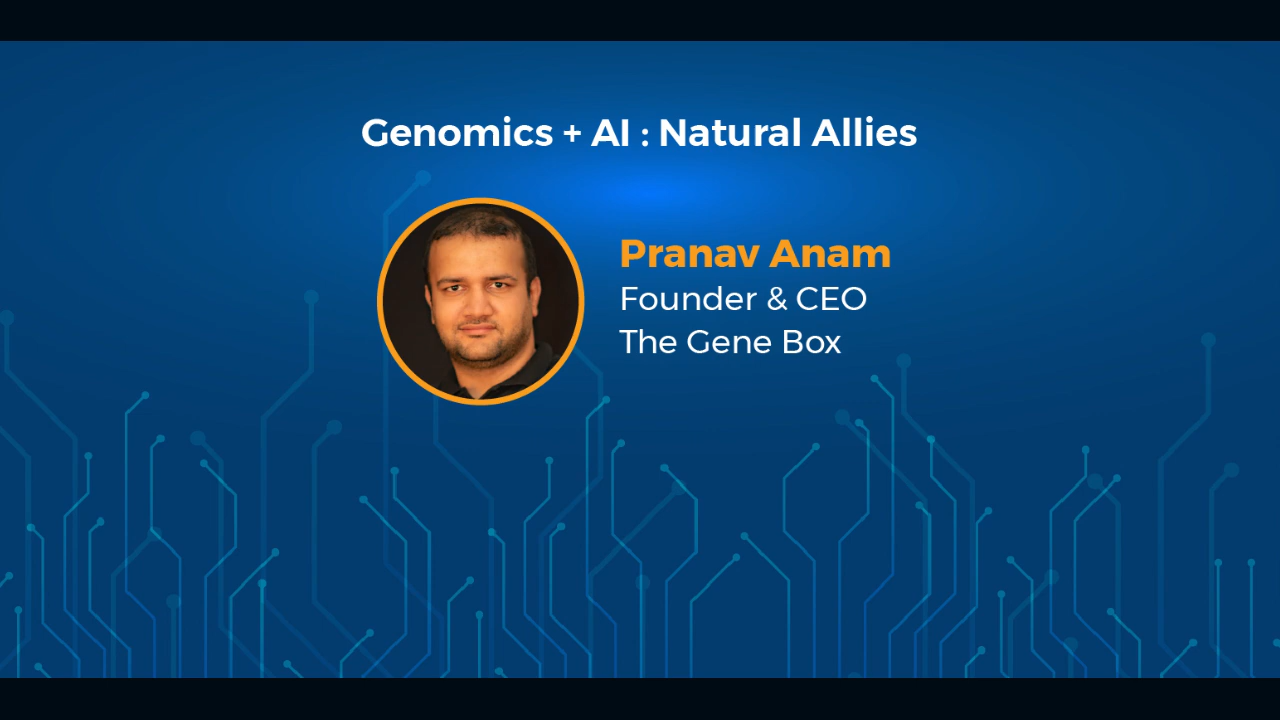 Genomics + AI : Natural Allies
Pranav Anam
Founder & CEO
The Gene Box